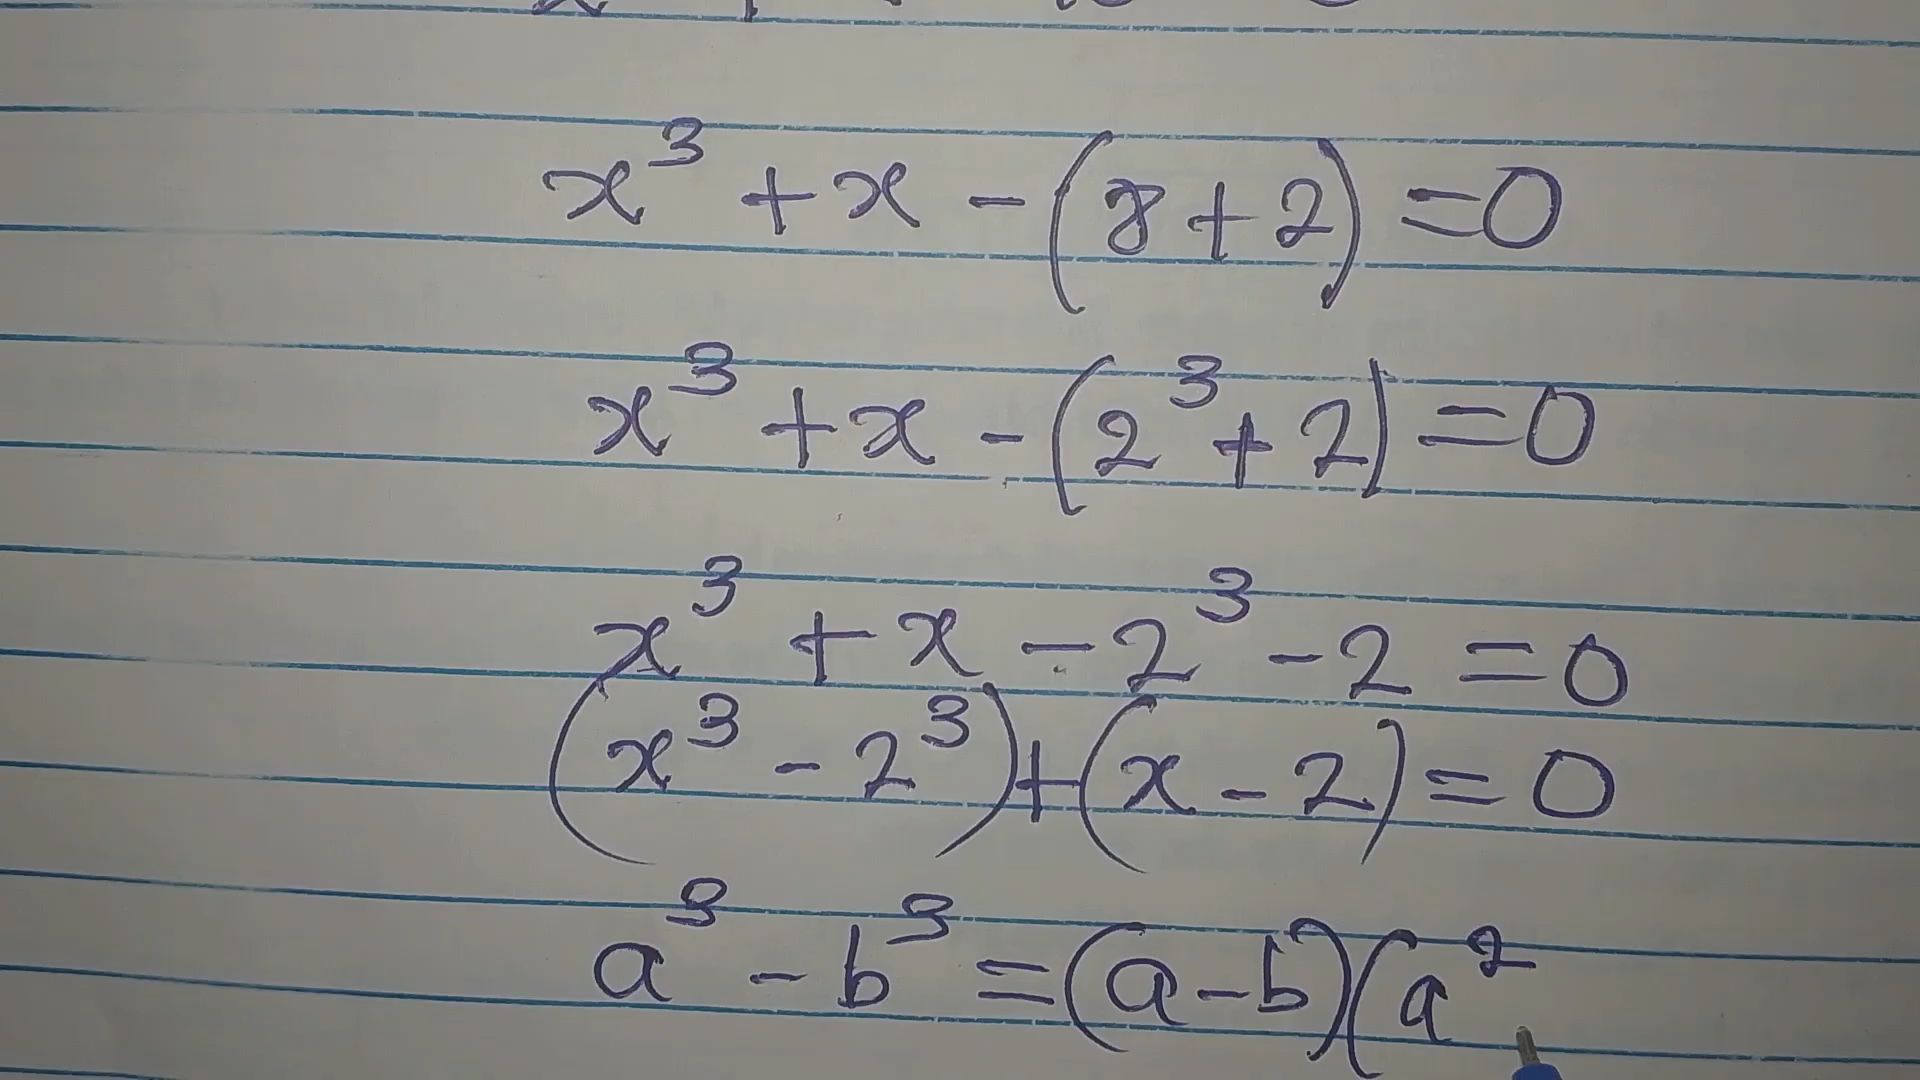 x³ + x - (8 + 2) = 0
x³ + x - (2³ + 2) = 0
x³ + x - 2³ - 2 = 0
(x³ - 2³) + (x - 2) = 0
a³ - b³ = (a - b)(a²